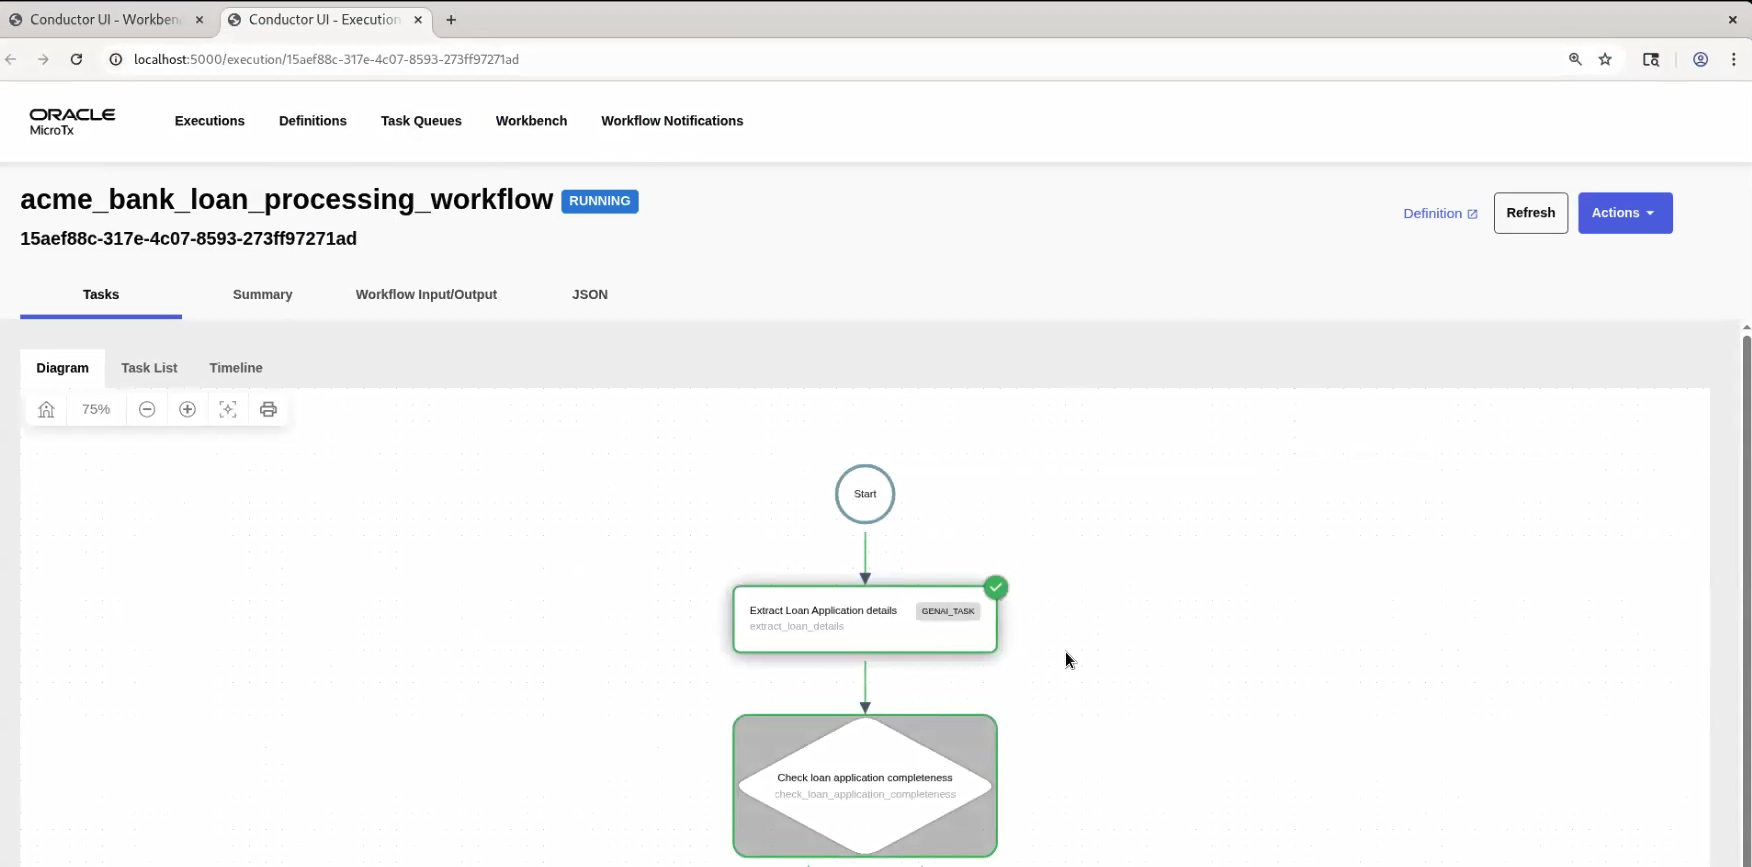 Conductor UI - Workben
Conductor UI - Execution
localhost:5000/execution/15aef88c-317e-4c07-8593-273ff97271ad
ORACLE
MicroTx
Executions
Definitions
Task Queues
Workbench
Workflow Notifications
acme_bank_loan_processing_workflow
RUNNING
15aef88c-317e-4c07-8593-273ff97271ad
Definition
Refresh
Actions
Tasks
Summary
Workflow Input/Output
JSON
Diagram
Task List
Timeline
75%
Start
Extract Loan Application details
GENAI_TASK
extract_loan_details
Check loan application completeness
check_loan_application_completeness